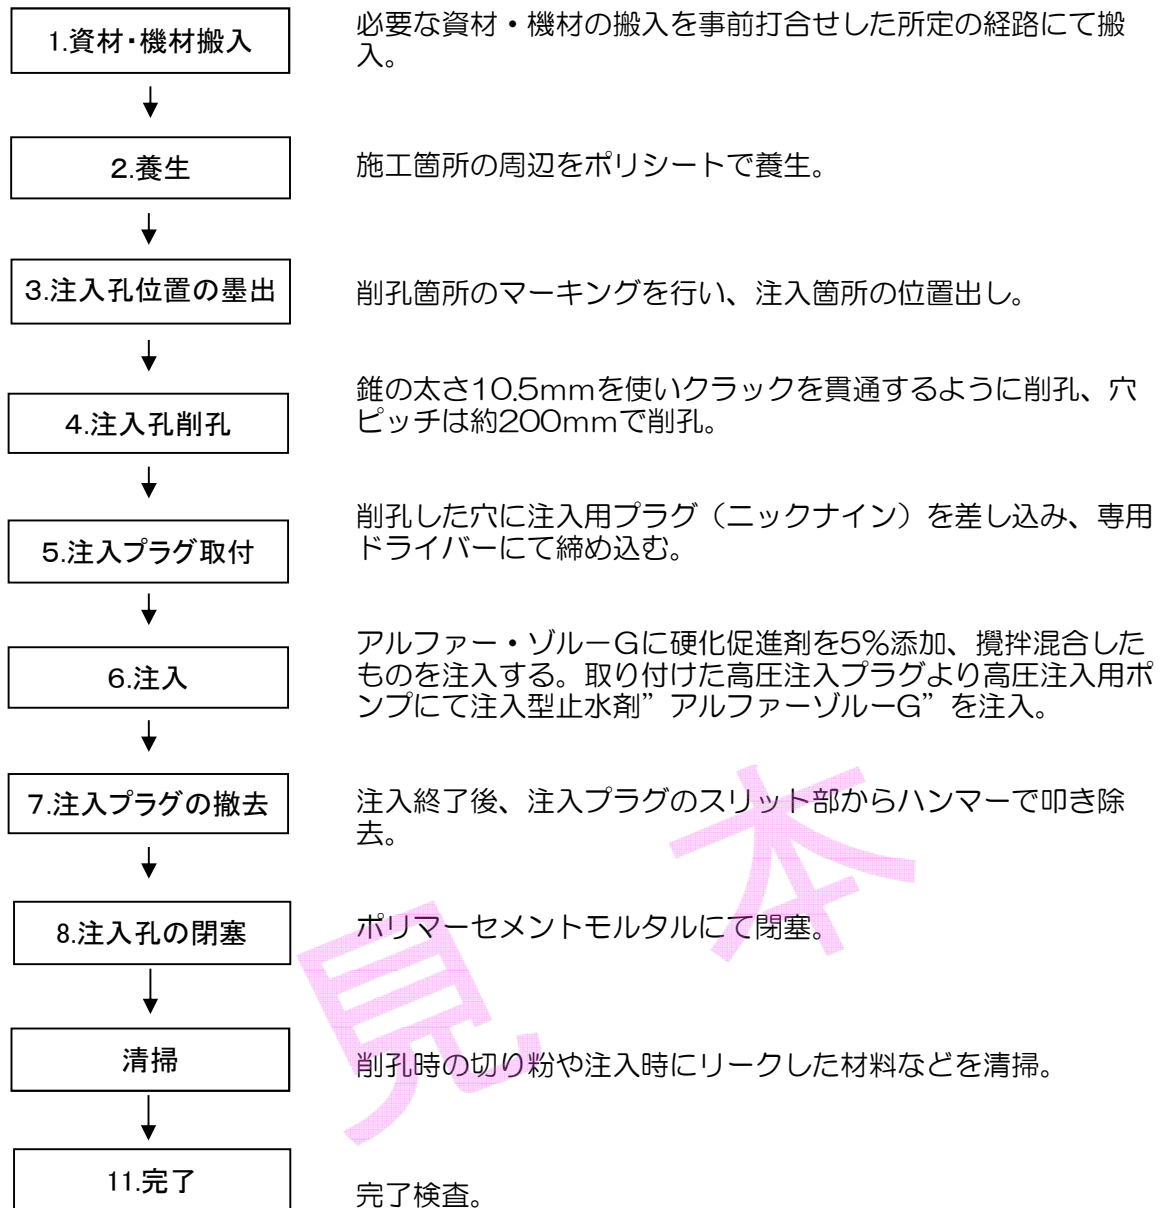 1.資材・機材搬入
必要な資材・機材の搬入を事前打合せした所定の経路にて搬
入。
2.養生
施工箇所の周辺をポリシートで養生。
3.注入孔位置の墨出
削孔箇所のマーキングを行い、注入箇所の位置出し。
4.注入孔削孔
錐の太さ10.5mmを使いクラックを貫通するように削孔、穴
ピッチは約200mmで削孔。
5.注入プラグ取付
削孔した穴に注入用プラグ（ニックナイン）を差し込み、専用
ドライバーにて締め込む。
6.注入
アルファー・ゾルーGに硬化促進剤を5%添加、攪拌混合した
ものを注入する。取り付けた高圧注入プラグより高圧注入用ポ
ンプにて注入型止水剤”アルファーゾルーG”を注入。
7.注入プラグの撤去
注入終了後、注入プラグのスリット部からハンマーで叩き除
去。
8.注入孔の閉塞
ポリマーセメントモルタルにて閉塞。
清掃
削孔時の切り粉や注入時にリークした材料などを清掃。
11.完了
完了検査。
見本